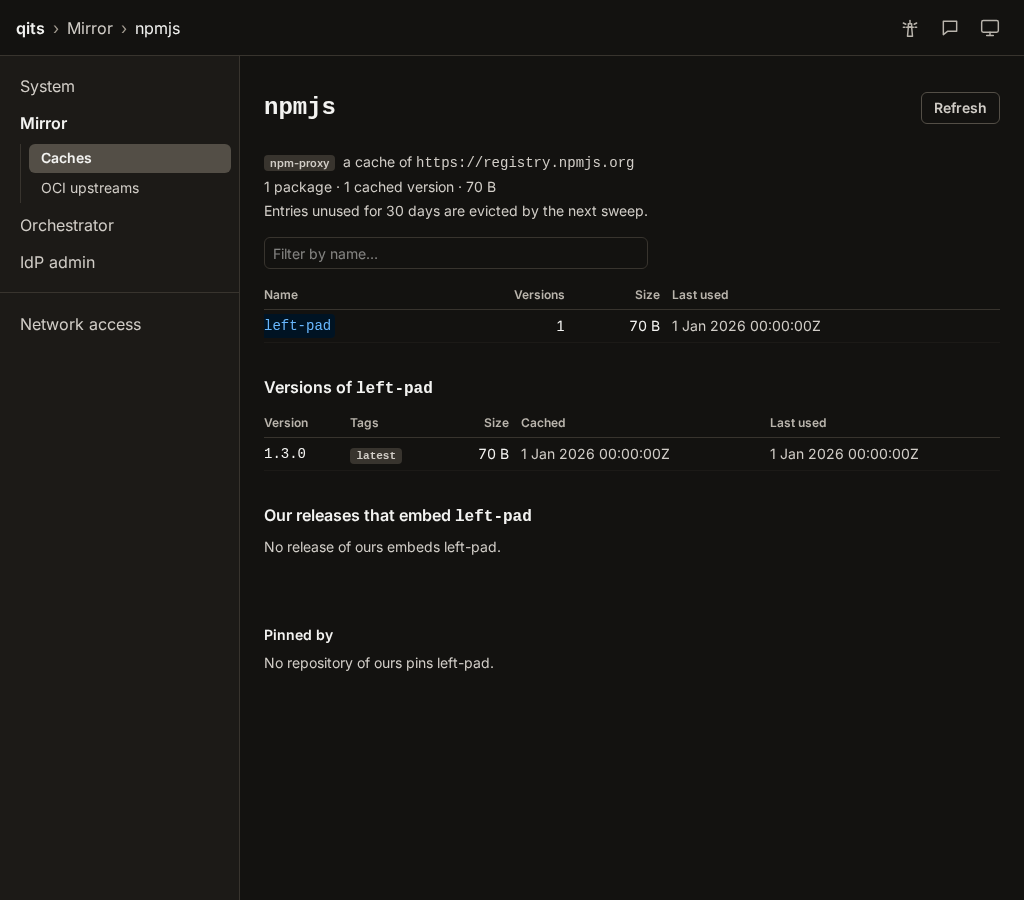 qits › Mirror › npmjs
System
Mirror
Caches
OCI upstreams
Orchestrator
IdP admin
Network access
npmjs
Refresh
npm-proxy a cache of https://registry.npmjs.org
1 package · 1 cached version · 70 B
Entries unused for 30 days are evicted by the next sweep.
Filter by name...
Name Versions Size Last used
left-pad 1 70 B 1 Jan 2026 00:00:00Z
Versions of left-pad
Version Tags Size Cached Last used
1.3.0 latest 70 B 1 Jan 2026 00:00:00Z 1 Jan 2026 00:00:00Z
Our releases that embed left-pad
No release of ours embeds left-pad.
Pinned by
No repository of ours pins left-pad.